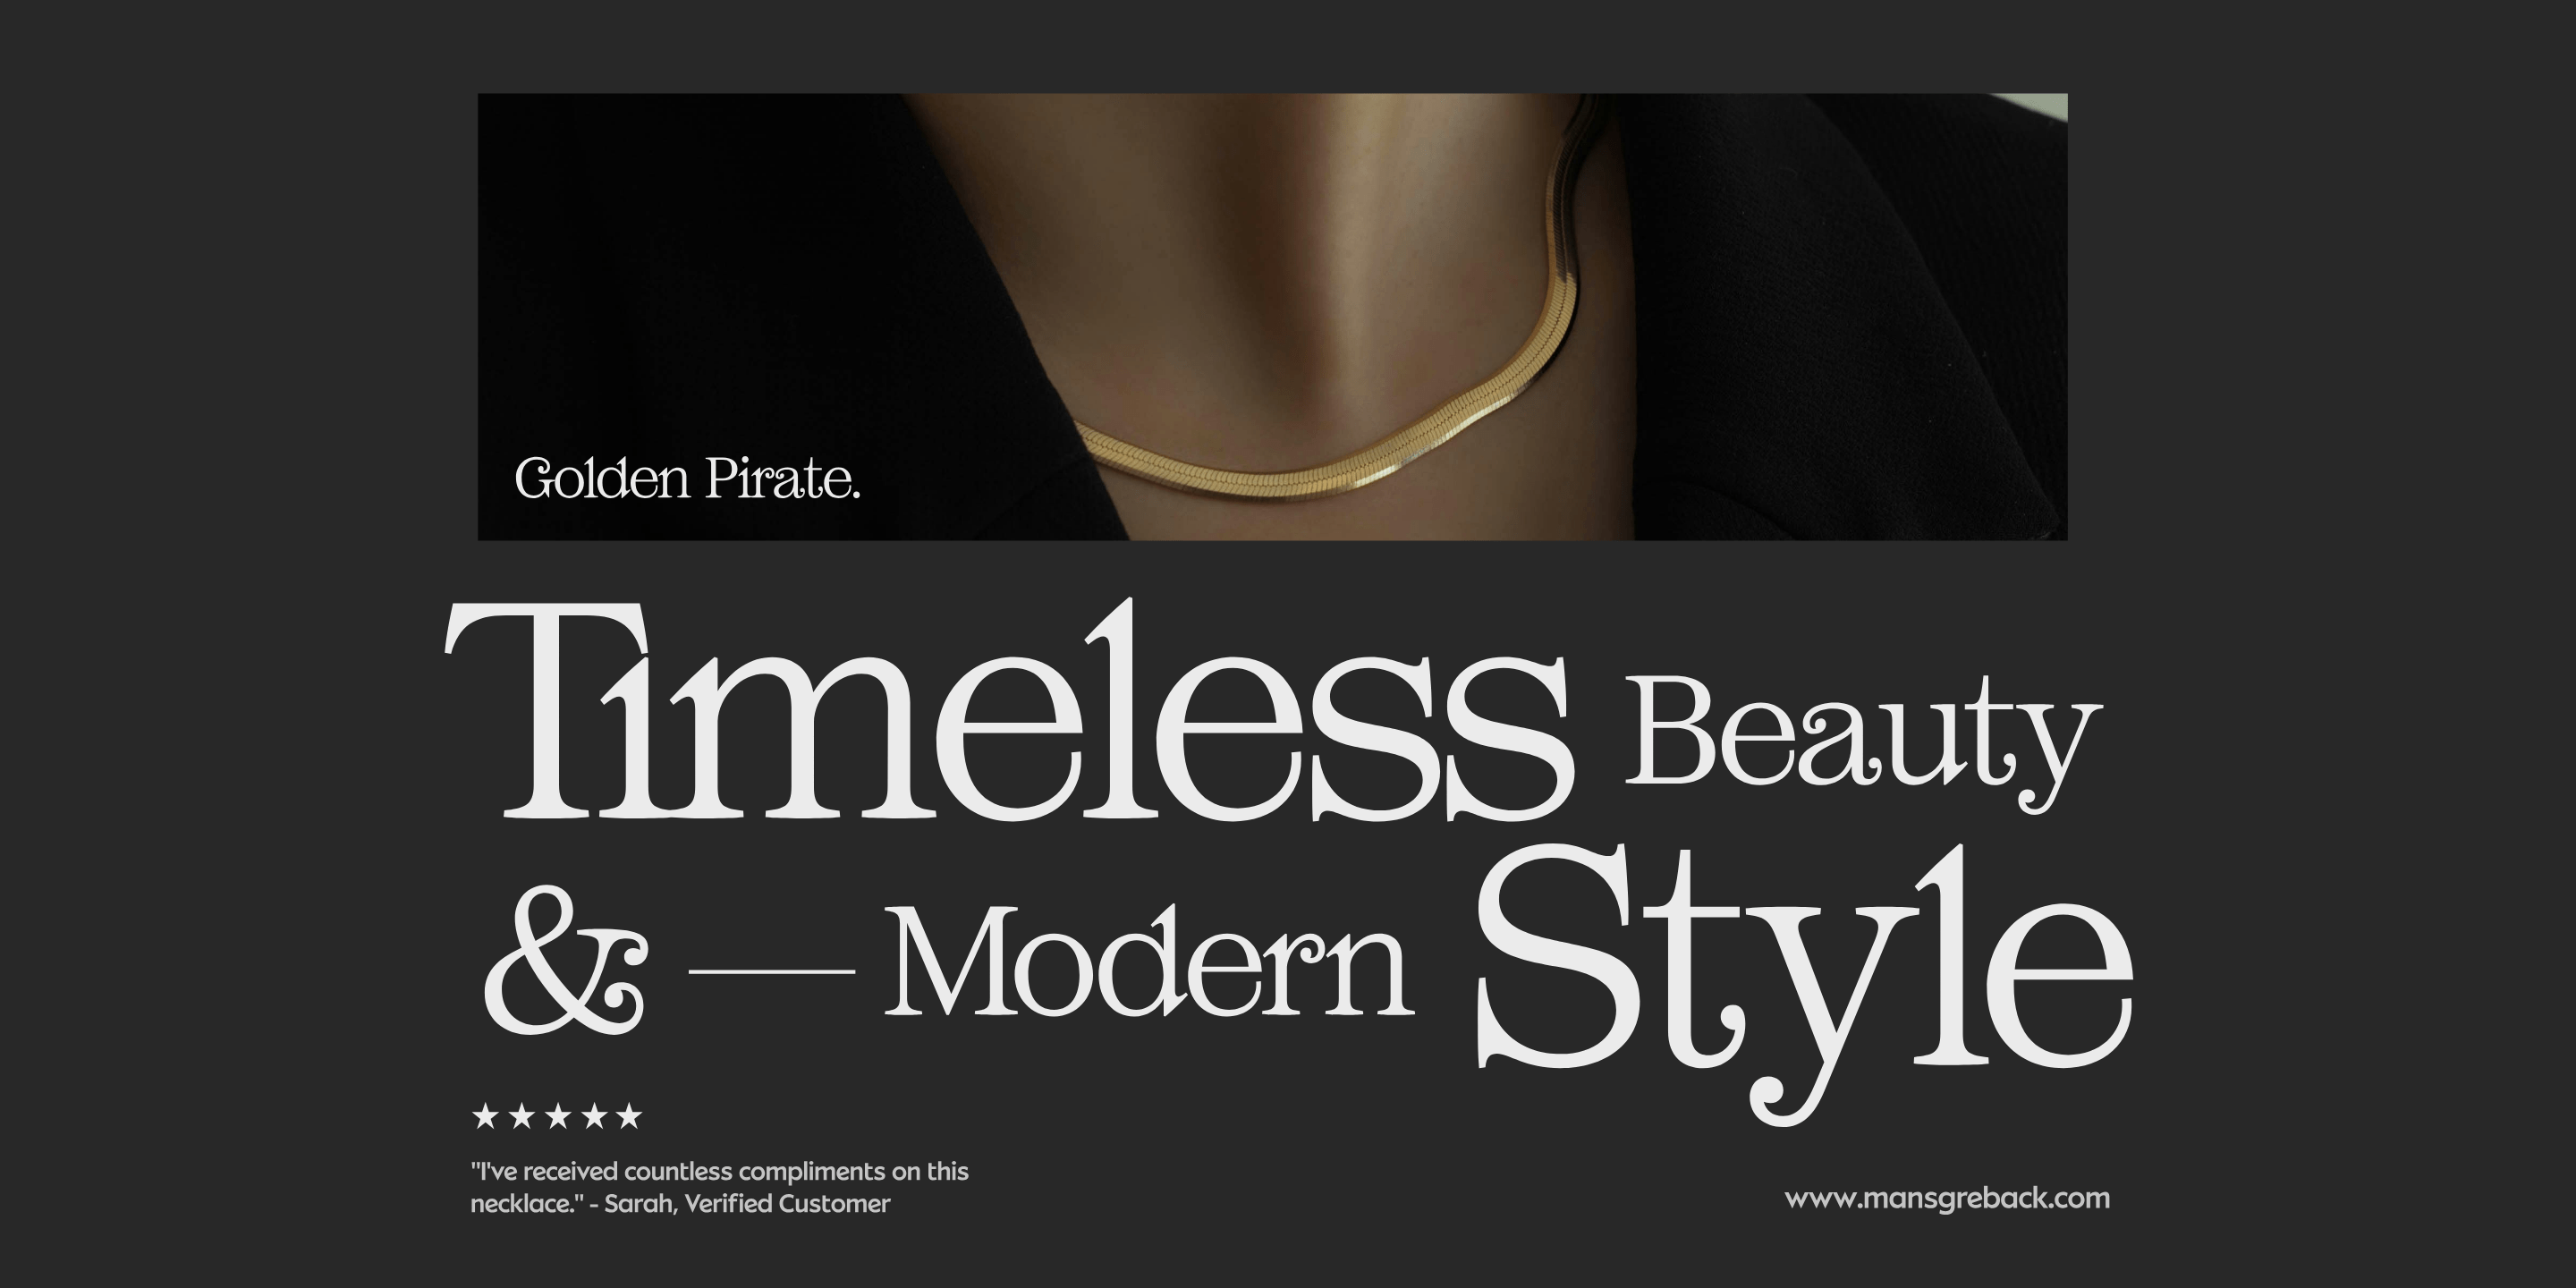 Golden Pirate.
Timeless Beauty
& — Modern Style
★★★★★
"I've received countless compliments on this
necklace." - Sarah, Verified Customer
www.mansgreback.com